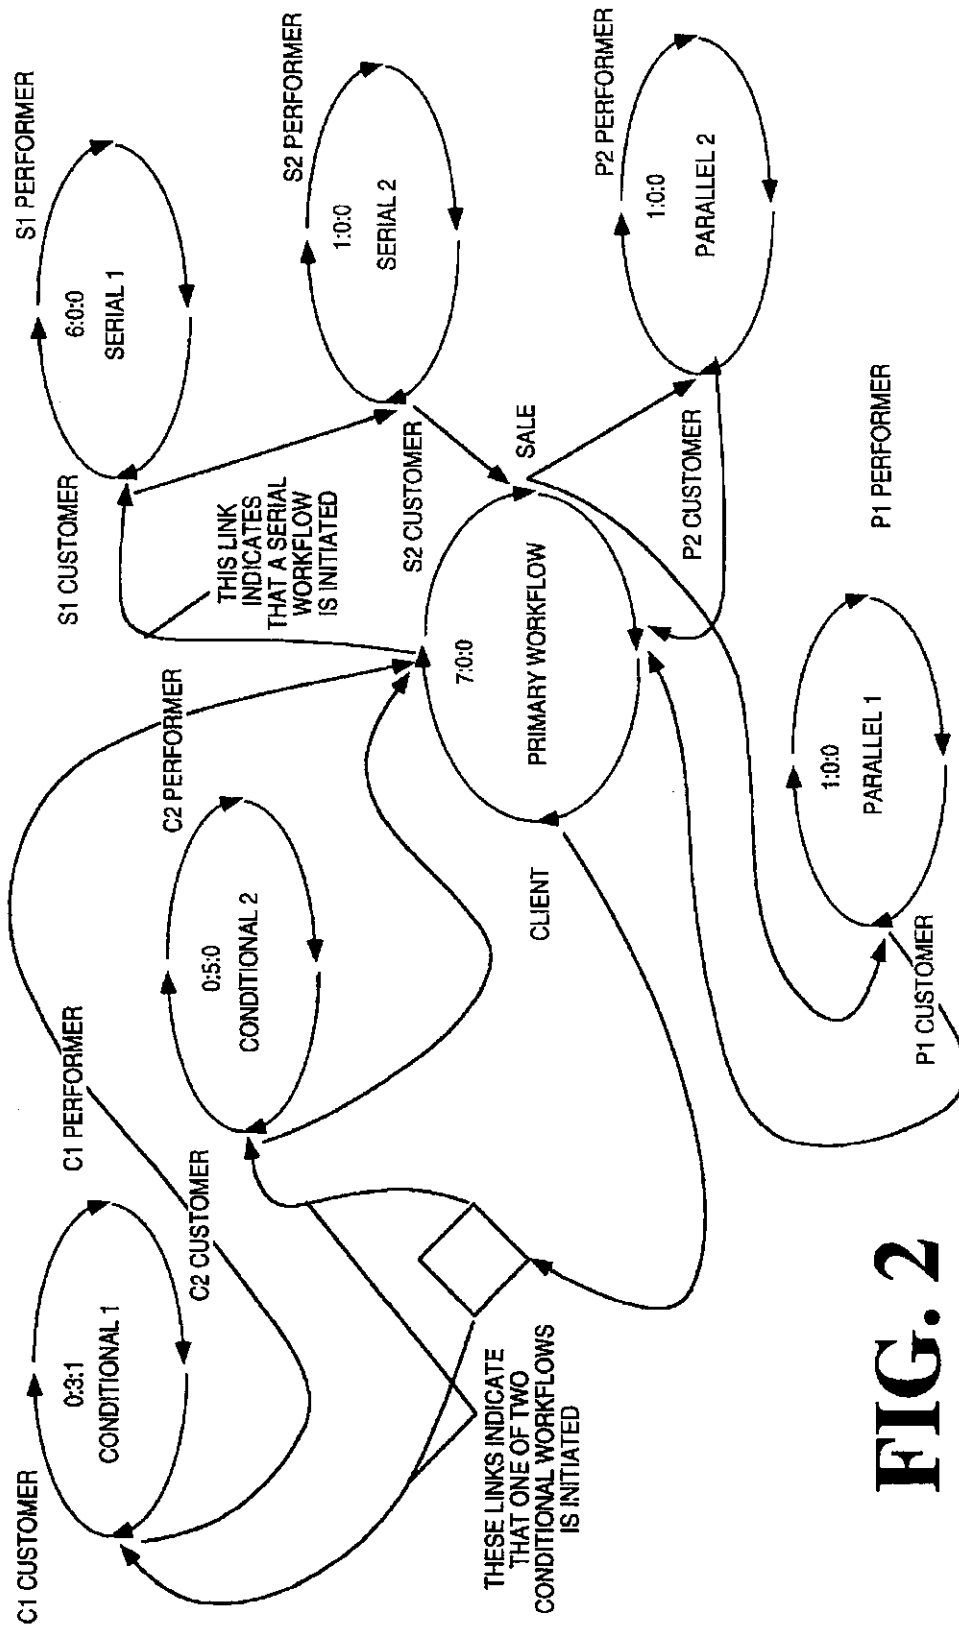 C1 CUSTOMER
0:3:1
CONDITIONAL 1
C1 PERFORMER
C2 CUSTOMER
0:5:0
CONDITIONAL 2
C2 PERFORMER
S1 CUSTOMER
6:0:0
SERIAL 1
S1 PERFORMER
THIS LINK
INDICATES
THAT A SERIAL
WORKFLOW
IS INITIATED
S2 CUSTOMER
1:0:0
SERIAL 2
S2 PERFORMER
THESE LINKS INDICATE
THAT ONE OF TWO
CONDITIONAL WORKFLOWS
IS INITIATED
CLIENT
7:0:0
PRIMARY WORKFLOW
SALE
P2 CUSTOMER
1:0:0
PARALLEL 2
P2 PERFORMER
P1 CUSTOMER
1:0:0
PARALLEL 1
P1 PERFORMER
FIG. 2